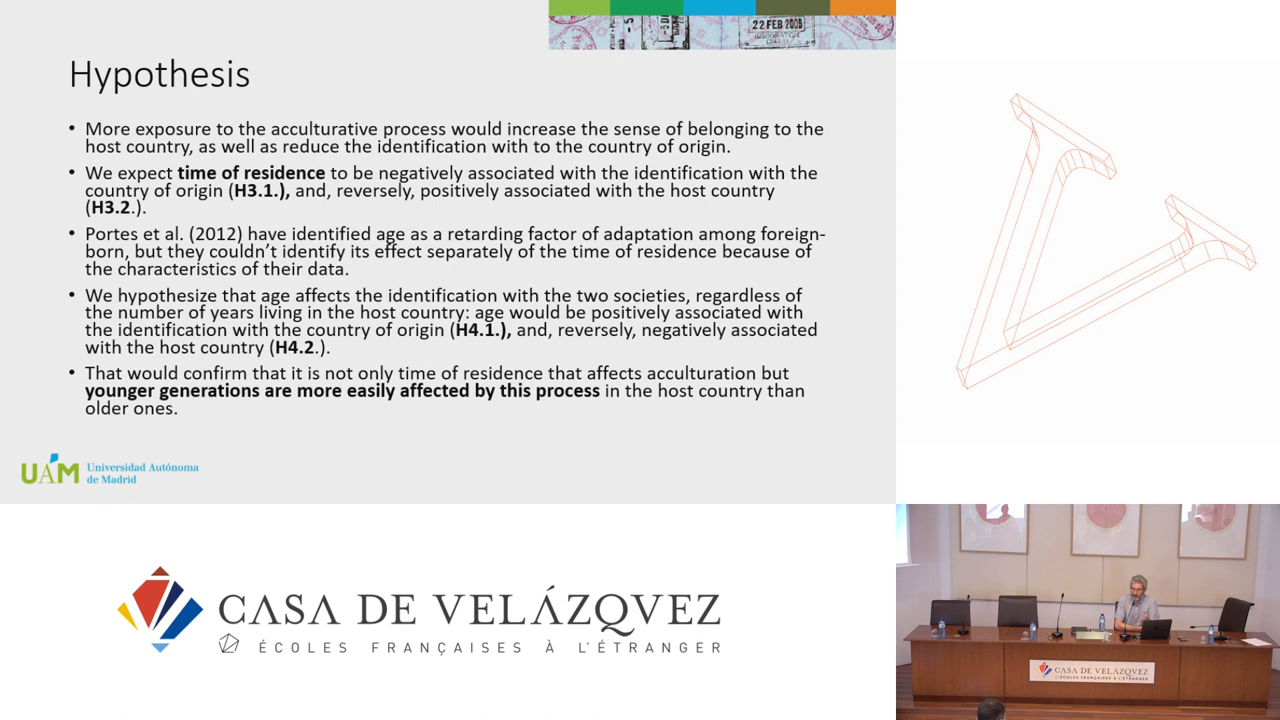 22 FEB 2008
Hypothesis
• More exposure to the acculturative process would increase the sense of belonging to the
host country, as well as reduce the identification with to the country of origin.
• We expect time of residence to be negatively associated with the identification with the
country of origin (H3.1.), and, reversely, positively associated with the host country
(H3.2.).
• Portes et al. (2012) have identified age as a retarding factor of adaptation among foreign-
born, but they couldn't identify its effect separately of the time of residence because of
the characteristics of their data.
• We hypothesize that age affects the identification with the two societies, regardless of
the number of years living in the host country: age would be positively associated with
the identification with the country of origin (H4.1.), and, reversely, negatively associated
with the host country (H4.2.).
• That would confirm that it is not only time of residence that affects acculturation but
younger generations are more easily affected by this process in the host country than
older ones.
UAM Universidad Autónoma
de Madrid
CASA DE VELÁZQVEZ
ÉCOLES FRANÇAISES À L'ÉTRANGER
CASA DE VELÁZQVEZ
ÉCOLES FRANÇAISES À L'ÉTRANGER